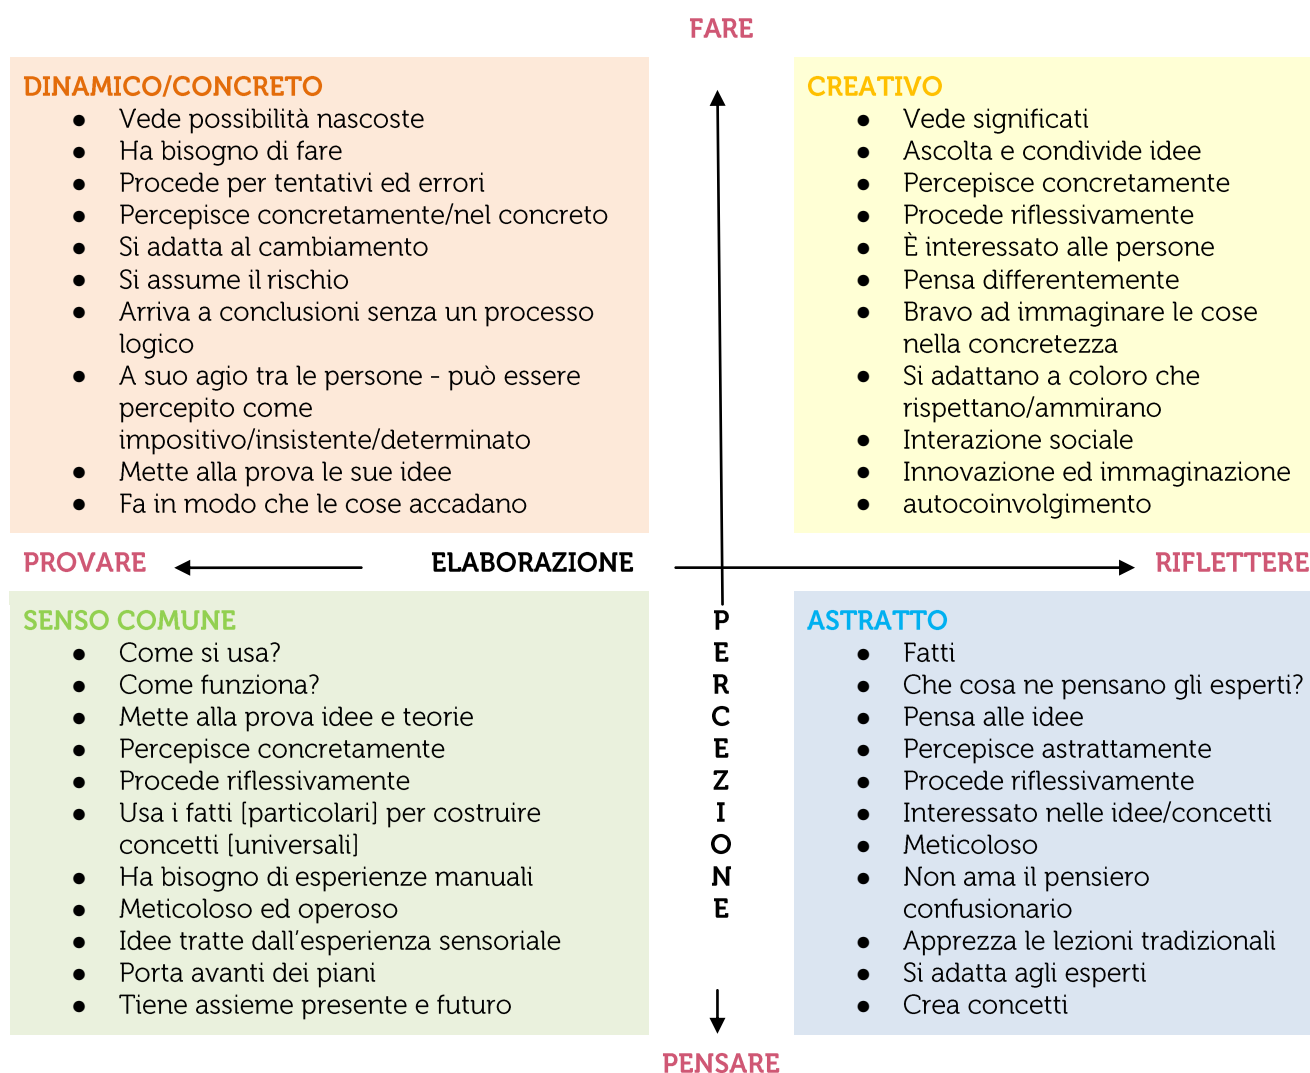 FARE
DINAMICO/CONCRETO
● Vede possibilità nascoste
● Ha bisogno di fare
● Procede per tentativi ed errori
● Percepisce concretamente/nel concreto
● Si adatta al cambiamento
● Si assume il rischio
● Arriva a conclusioni senza un processo
logico
● A suo agio tra le persone - può essere
percepito come
impositivo/insistente/determinato
● Mette alla prova le sue idee
● Fa in modo che le cose accadano
CREATIVO
● Vede significati
● Ascolta e condivide idee
● Percepisce concretamente
● Procede riflessivamente
● È interessato alle persone
● Pensa differentemente
● Bravo ad immaginare le cose
nella concretezza
● Si adattano a coloro che
rispettano/ammirano
● Interazione sociale
● Innovazione ed immaginazione
● autocoinvolgimento
PROVARE ELABORAZIONE RIFLETTERE
SENSO COMUNE
● Come si usa?
● Come funziona?
● Mette alla prova idee e teorie
● Percepisce concretamente
● Procede riflessivamente
● Usa i fatti [particolari] per costruire
concetti [universali]
● Ha bisogno di esperienze manuali
● Meticoloso ed operoso
● Idee tratte dall'esperienza sensoriale
● Porta avanti dei piani
● Tiene assieme presente e futuro
P
E
R
C
E
Z
I
O
N
E
ASTRATTO
● Fatti
● Che cosa ne pensano gli esperti?
● Pensa alle idee
● Percepisce astrattamente
● Procede riflessivamente
● Interessato nelle idee/concetti
● Meticoloso
● Non ama il pensiero
confusionario
● Apprezza le lezioni tradizionali
● Si adatta agli esperti
● Crea concetti
PENSARE